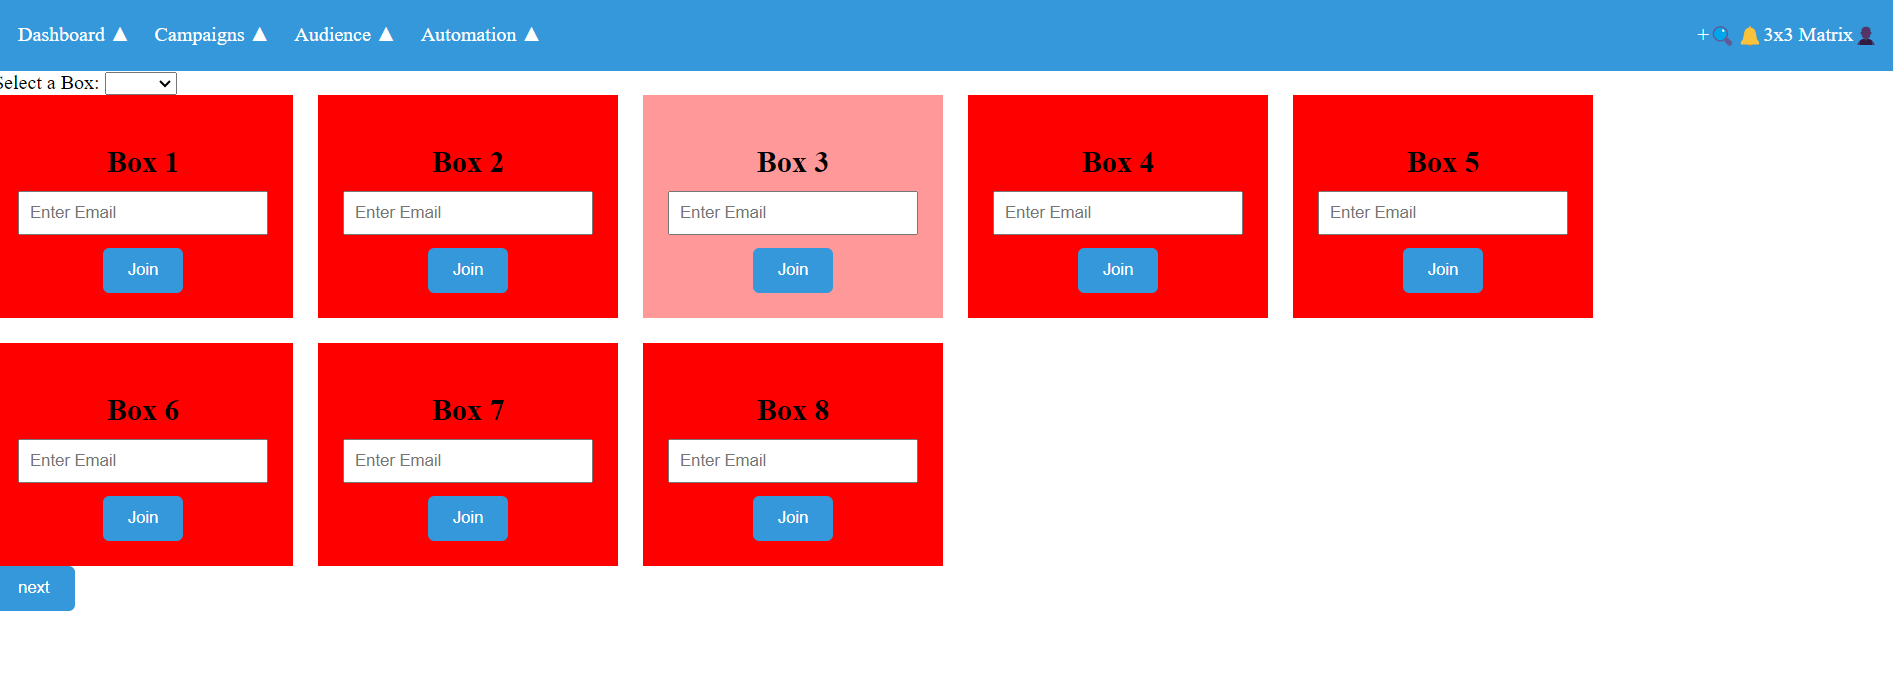 Dashboard ▲ Campaigns ▲ Audience ▲ Automation ▲ + 3x3 Matrix
Select a Box:
Box 1 Box 2 Box 3 Box 4 Box 5
Enter Email Enter Email Enter Email Enter Email Enter Email
Join Join Join Join Join
Box 6 Box 7 Box 8
Enter Email Enter Email Enter Email
Join Join Join
next